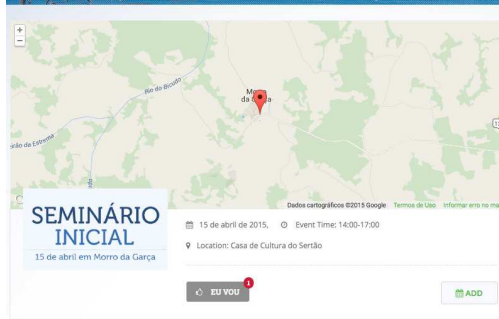 +
−
Rio do Bicudo
Morro
da Garça
Dados cartográficos ©2015 Google Termos de Uso Informar erro no ma
SEMINÁRIO
INICIAL
15 de abril em Morro da Garça
15 de abril de 2015, Event Time: 14:00-17:00
Location: Casa de Cultura do Sertão
EU VOU
1
ADD